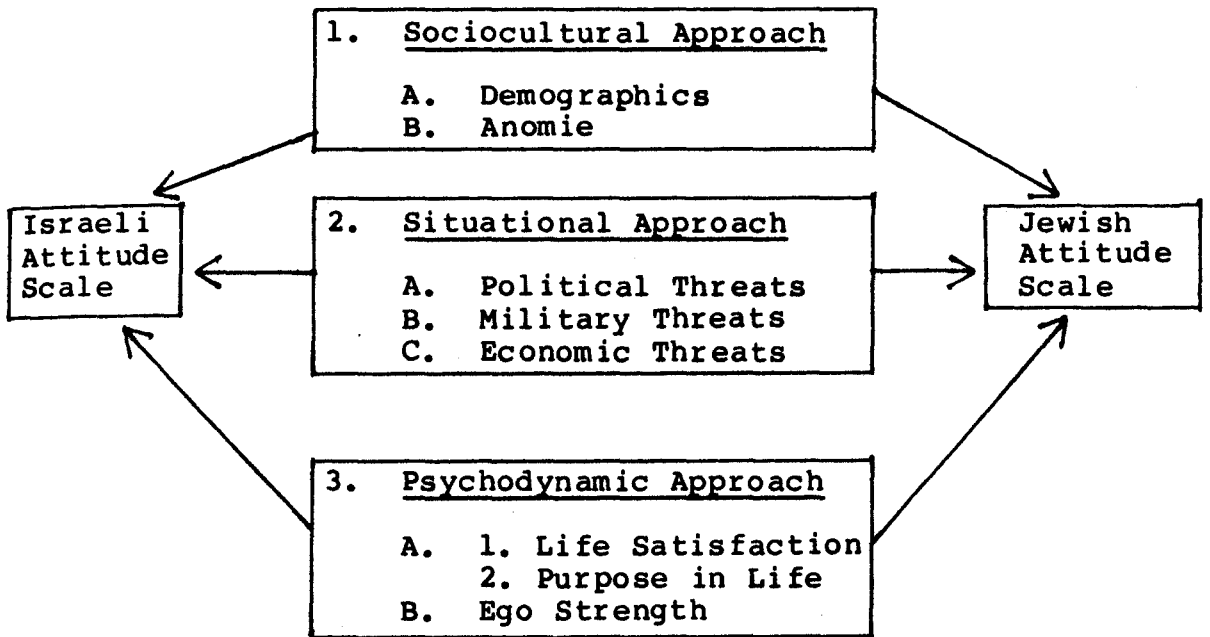 1. Sociocultural Approach
A. Demographics
B. Anomie
Israeli
Attitude
Scale
2. Situational Approach
A. Political Threats
B. Military Threats
C. Economic Threats
Jewish
Attitude
Scale
3. Psychodynamic Approach
A. 1. Life Satisfaction
2. Purpose in Life
B. Ego Strength